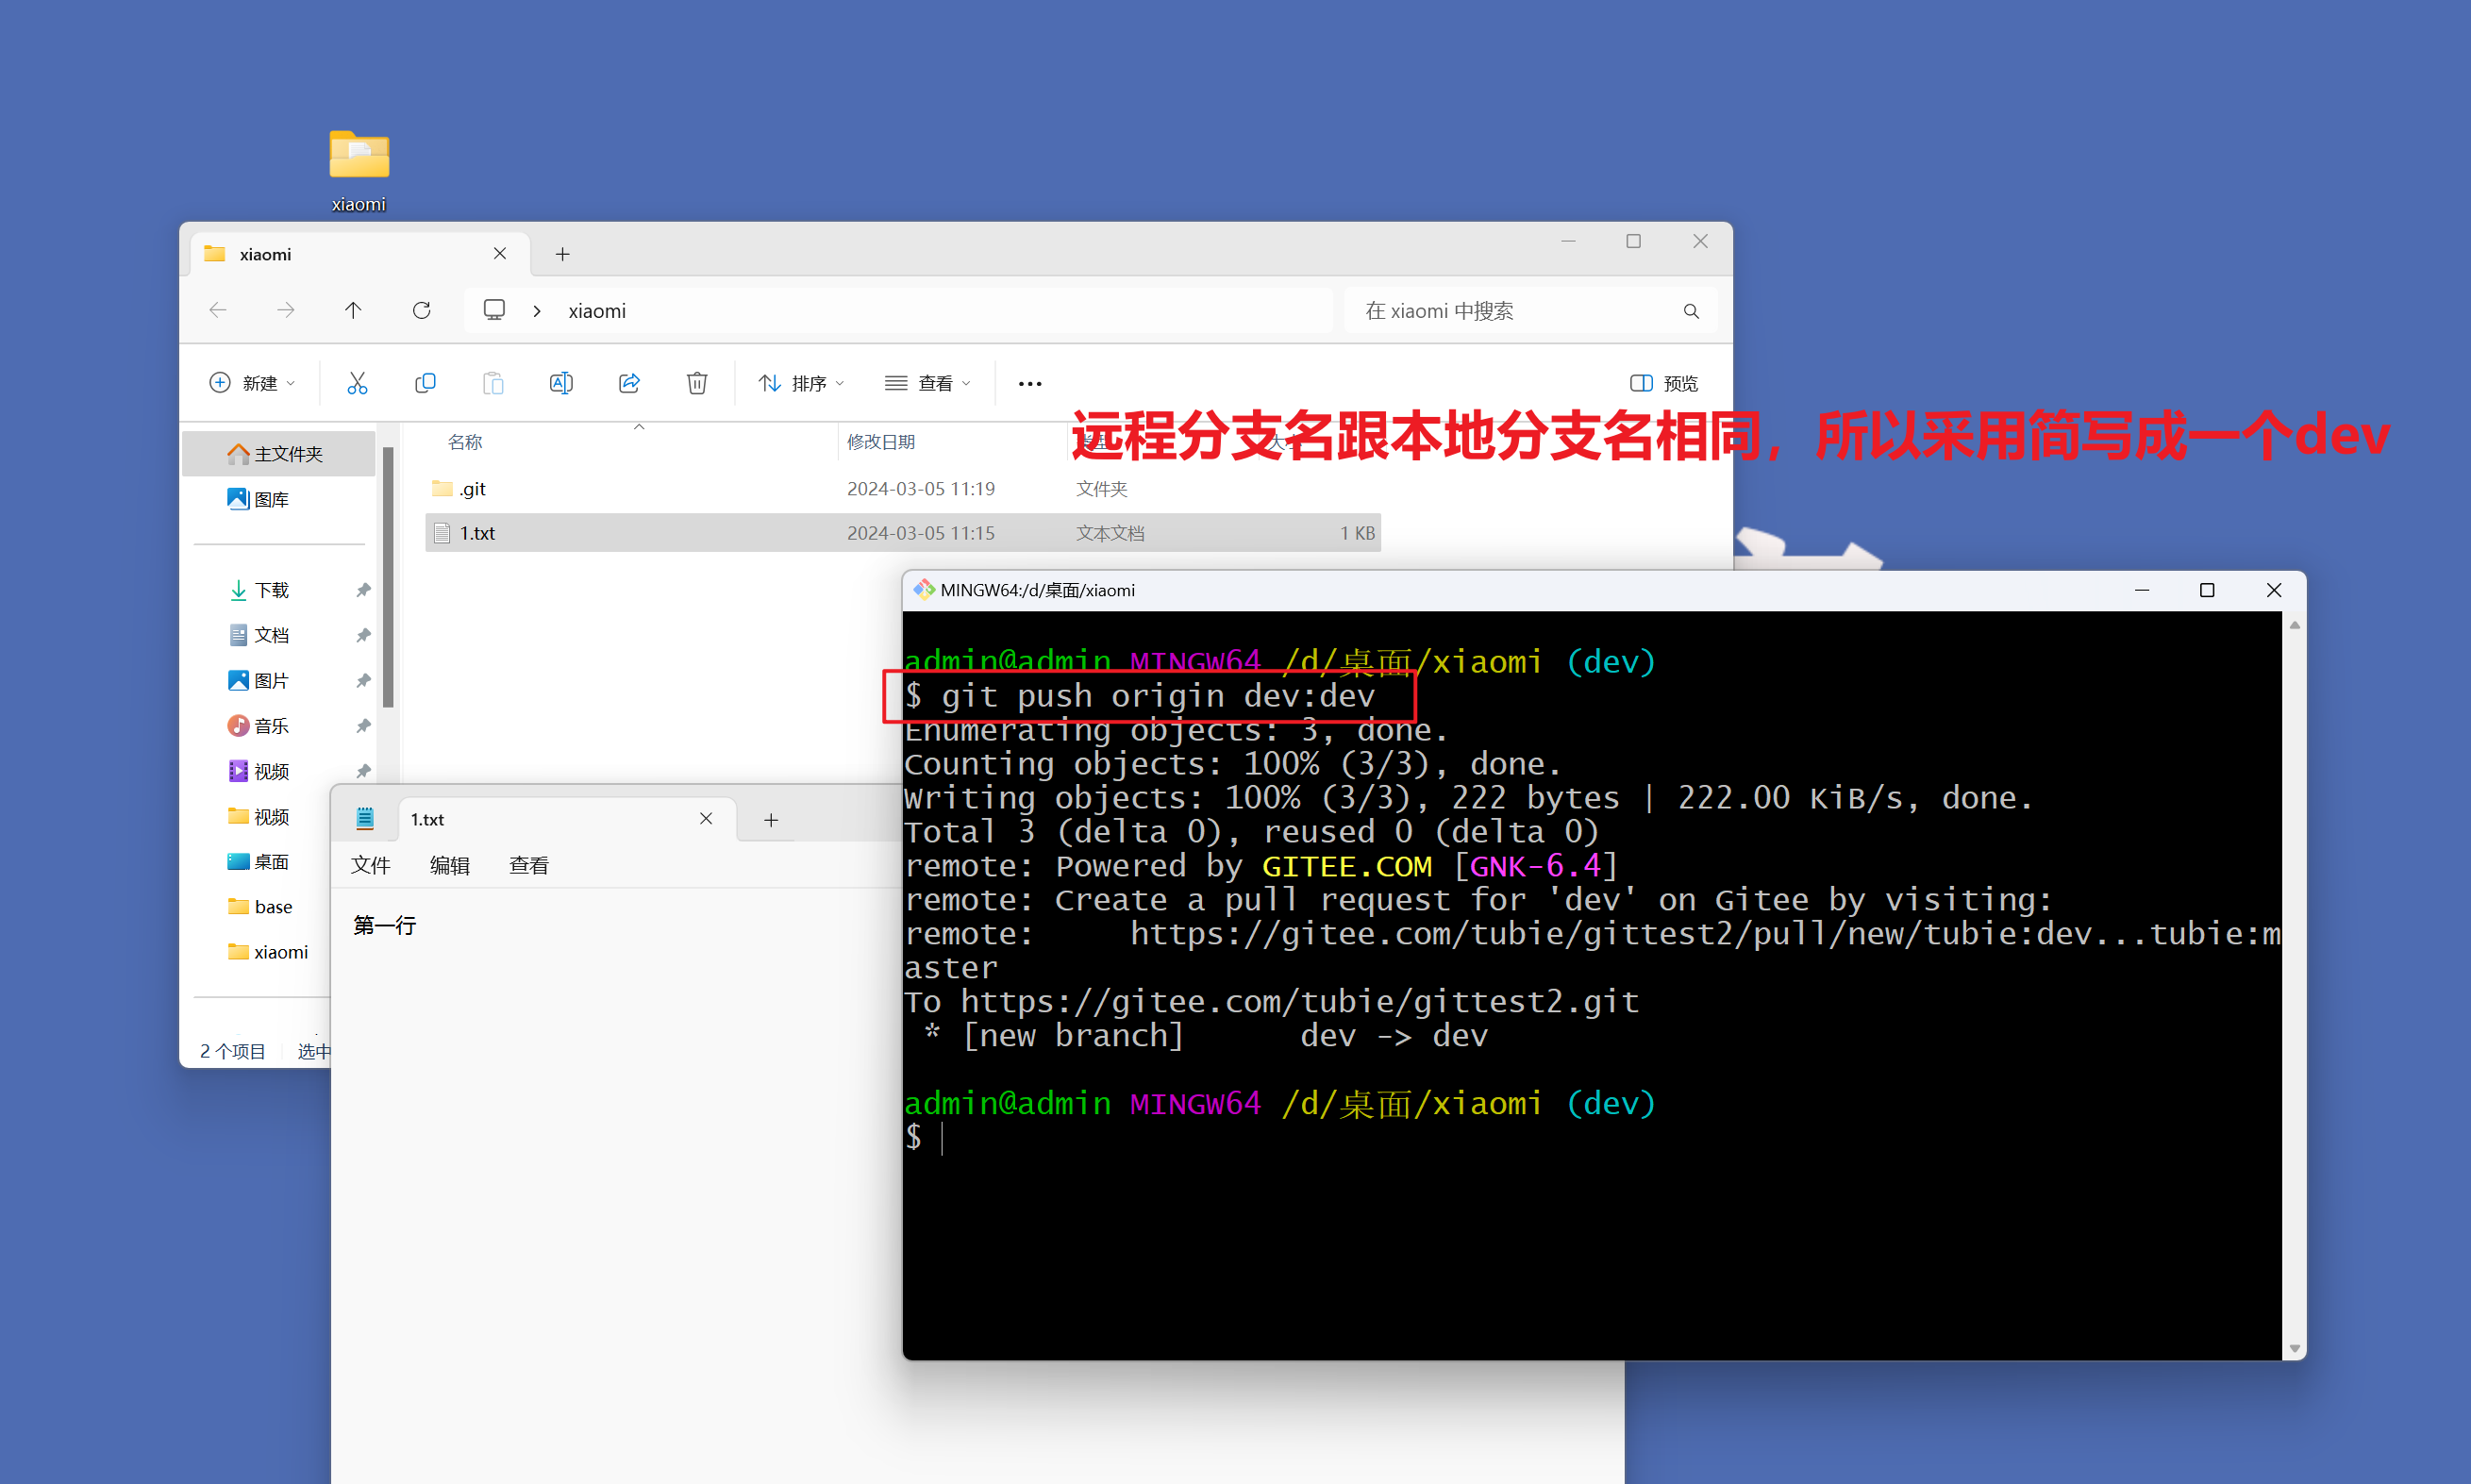 xiaomi
xiaomi
xiaomi
在 xiaomi 中搜索
新建
排序
查看
预览
远程分支名跟本地分支名相同，所以采用简写成一个dev
名称
修改日期
主文件夹
图库
.git
2024-03-05 11:19
文件夹
1.txt
2024-03-05 11:15
文本文档
1 KB
下载
文档
图片
音乐
视频
视频
桌面
base
xiaomi
2 个项目
选中
1.txt
文件
编辑
查看
第一行
MINGW64:/d/桌面/xiaomi
admin@admin MINGW64 /d/桌面/xiaomi (dev)
$ git push origin dev:dev
Enumerating objects: 3, done.
Counting objects: 100% (3/3), done.
Writing objects: 100% (3/3), 222 bytes | 222.00 KiB/s, done.
Total 3 (delta 0), reused 0 (delta 0)
remote: Powered by GITEE.COM [GNK-6.4]
remote: Create a pull request for 'dev' on Gitee by visiting:
remote:     https://gitee.com/tubie/gittest2/pull/new/tubie:dev...tubie:m
aster
To https://gitee.com/tubie/gittest2.git
 * [new branch]      dev -> dev
admin@admin MINGW64 /d/桌面/xiaomi (dev)
$